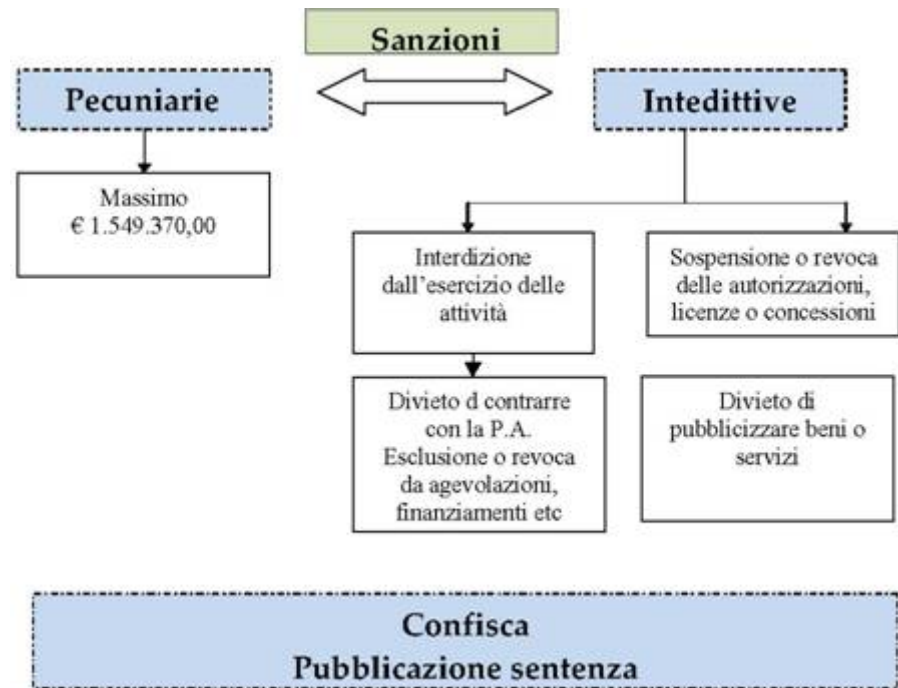 Sanzioni
Pecuniarie
Intedittive
Massimo
€ 1.549.370,00
Interdizione
dall'esercizio delle
attività
Sospensione o revoca
delle autorizzazioni,
licenze o concessioni
Divieto d contrarre
con la P.A.
Esclusione o revoca
da agevolazioni,
finanziamenti etc
Divieto di
pubblicizzare beni o
servizi
Confisca
Pubblicazione sentenza